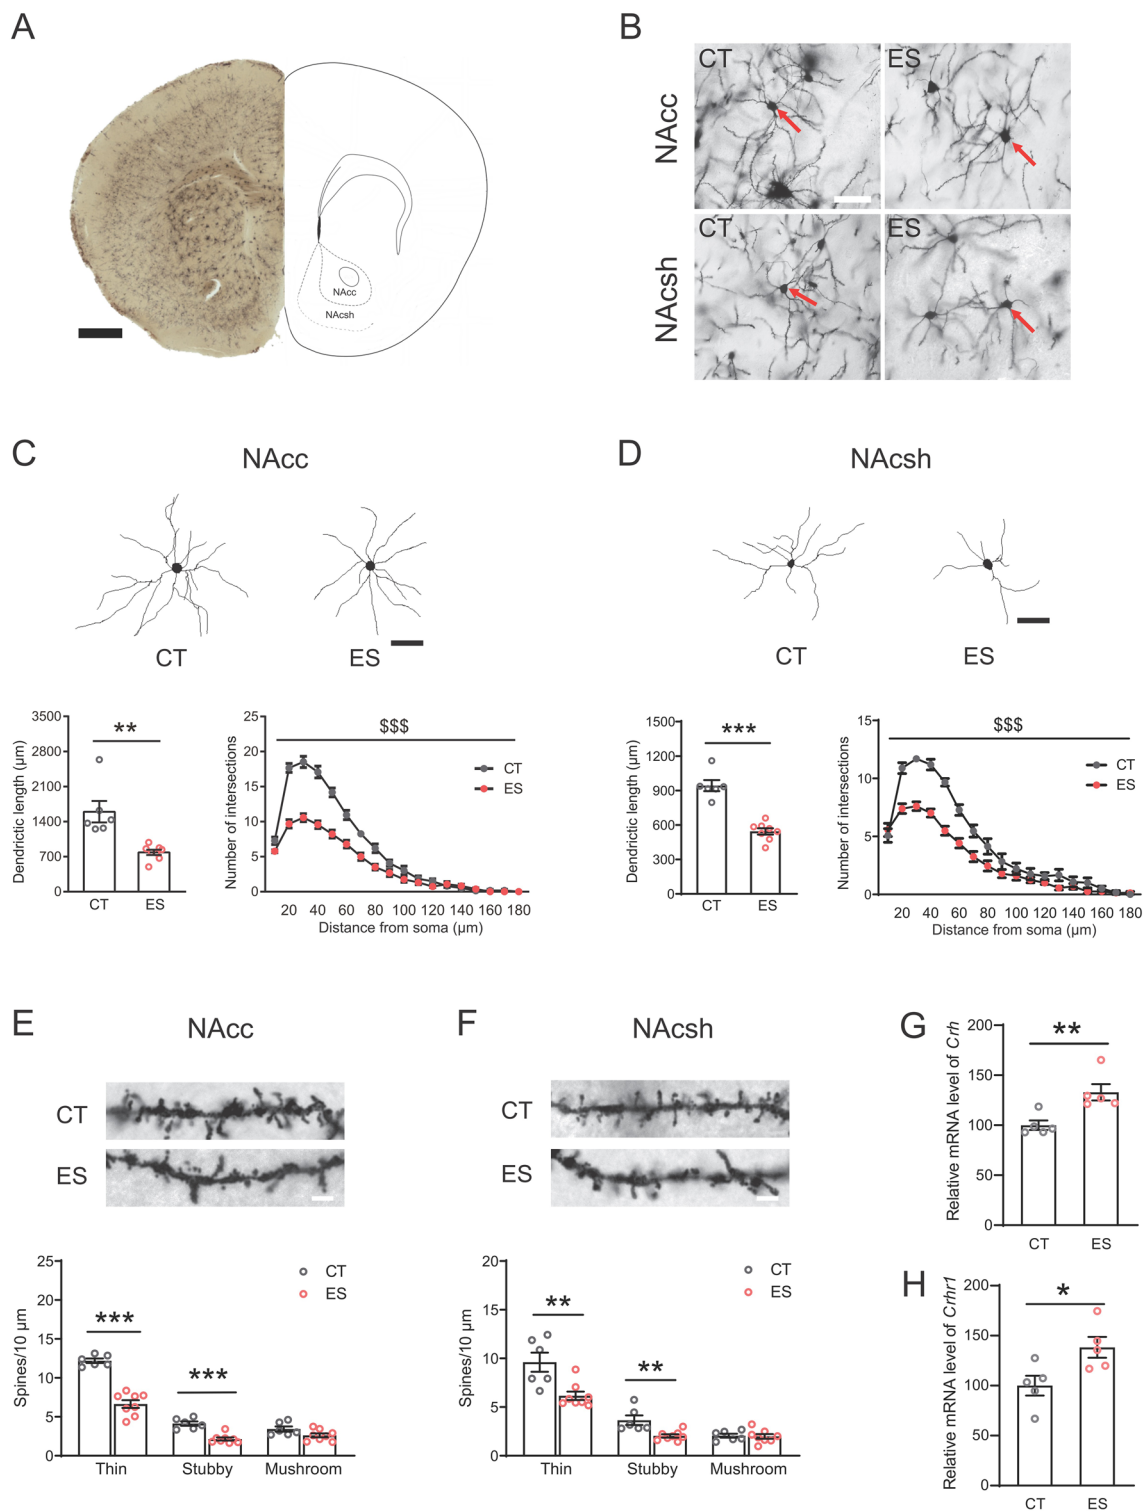 A
NAcc
NAcsh
B
CT
ES
NAcc
CT
ES
NAcsh
C
NAcc
CT
ES
Dendrictic length (μm)
3500
2800
2100
1400
700
0
**
CT
ES
Number of intersections
25
20
15
10
5
0
$$$
CT
ES
20 40 60 80 100 120 140 160 180
Distance from soma (μm)
D
NAcsh
CT
ES
Dendrictic length (μm)
1500
1200
900
600
300
0
***
CT
ES
Number of intersections
15
10
5
0
$$$
CT
ES
20 40 60 80 100 120 140 160 180
Distance from soma (μm)
E
NAcc
CT
ES
Spines/10 μm
25
20
15
10
5
0
CT
ES
***
***
Thin
Stubby
Mushroom
F
NAcsh
CT
ES
Spines/10 μm
20
15
10
5
0
CT
ES
**
**
Thin
Stubby
Mushroom
G
Relative mRNA level of Crh
200
150
100
50
0
**
CT
ES
H
Relative mRNA level of Crhr1
200
150
100
50
0
*
CT
ES